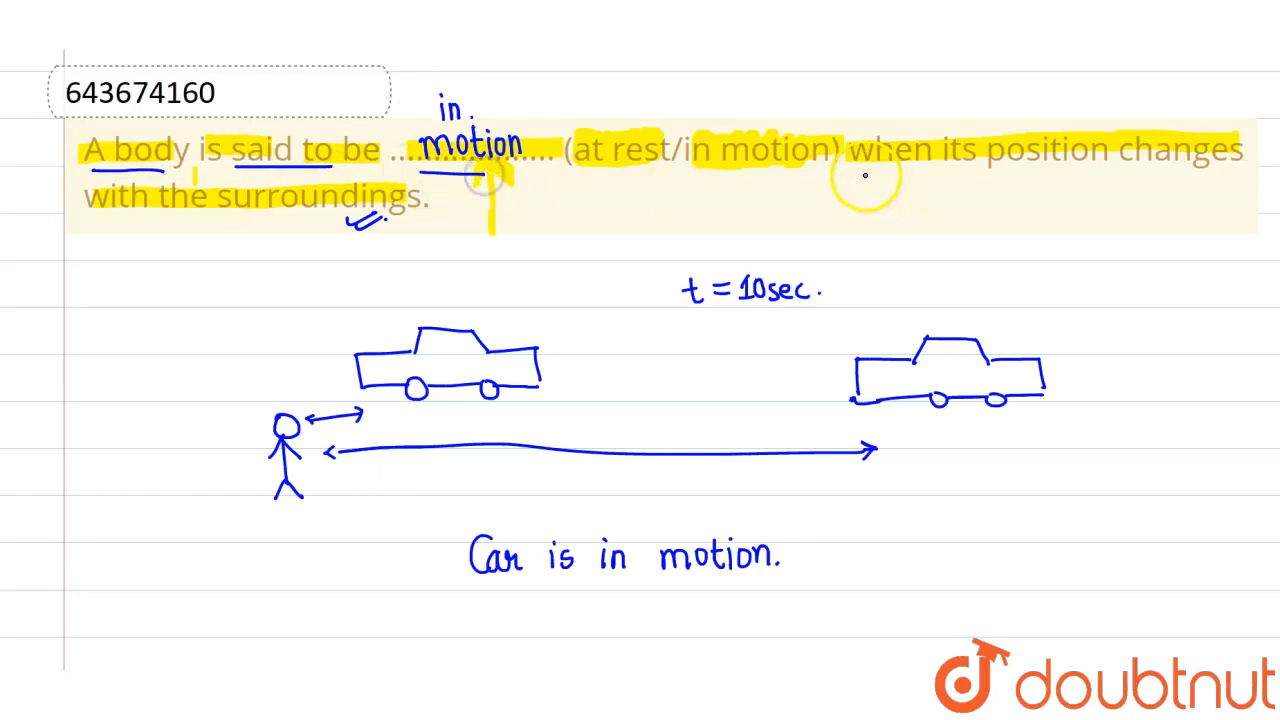 643674160
in.
motion
A body is said to be .................... (at rest/in motion) when its position changes
with the surroundings.
t = 10sec.
Car is in motion.
doubtnut